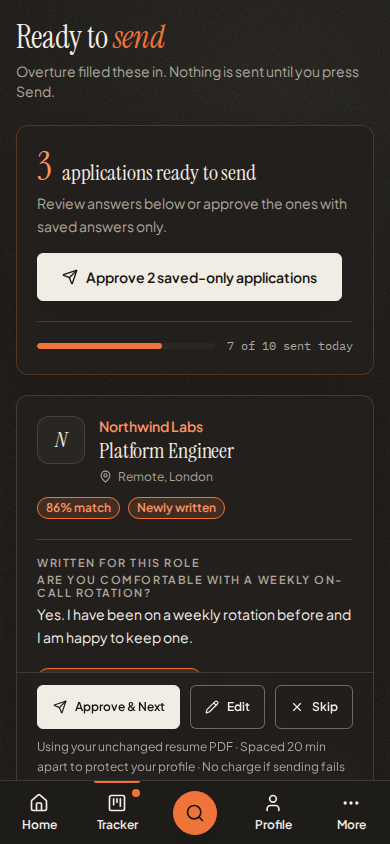 Ready to send
Overture filled these in. Nothing is sent until you press
Send.
3 applications ready to send
Review answers below or approve the ones with
saved answers only.
Approve 2 saved-only applications
7 of 10 sent today
N
Northwind Labs
Platform Engineer
Remote, London
86% match Newly written
WRITTEN FOR THIS ROLE
ARE YOU COMFORTABLE WITH A WEEKLY ON-
CALL ROTATION?
Yes. I have been on a weekly rotation before and
I am happy to keep one.
Approve & Next Edit Skip
Using your unchanged resume PDF · Spaced 20 min
apart to protect your profile · No charge if sending fails
Home Tracker Profile More